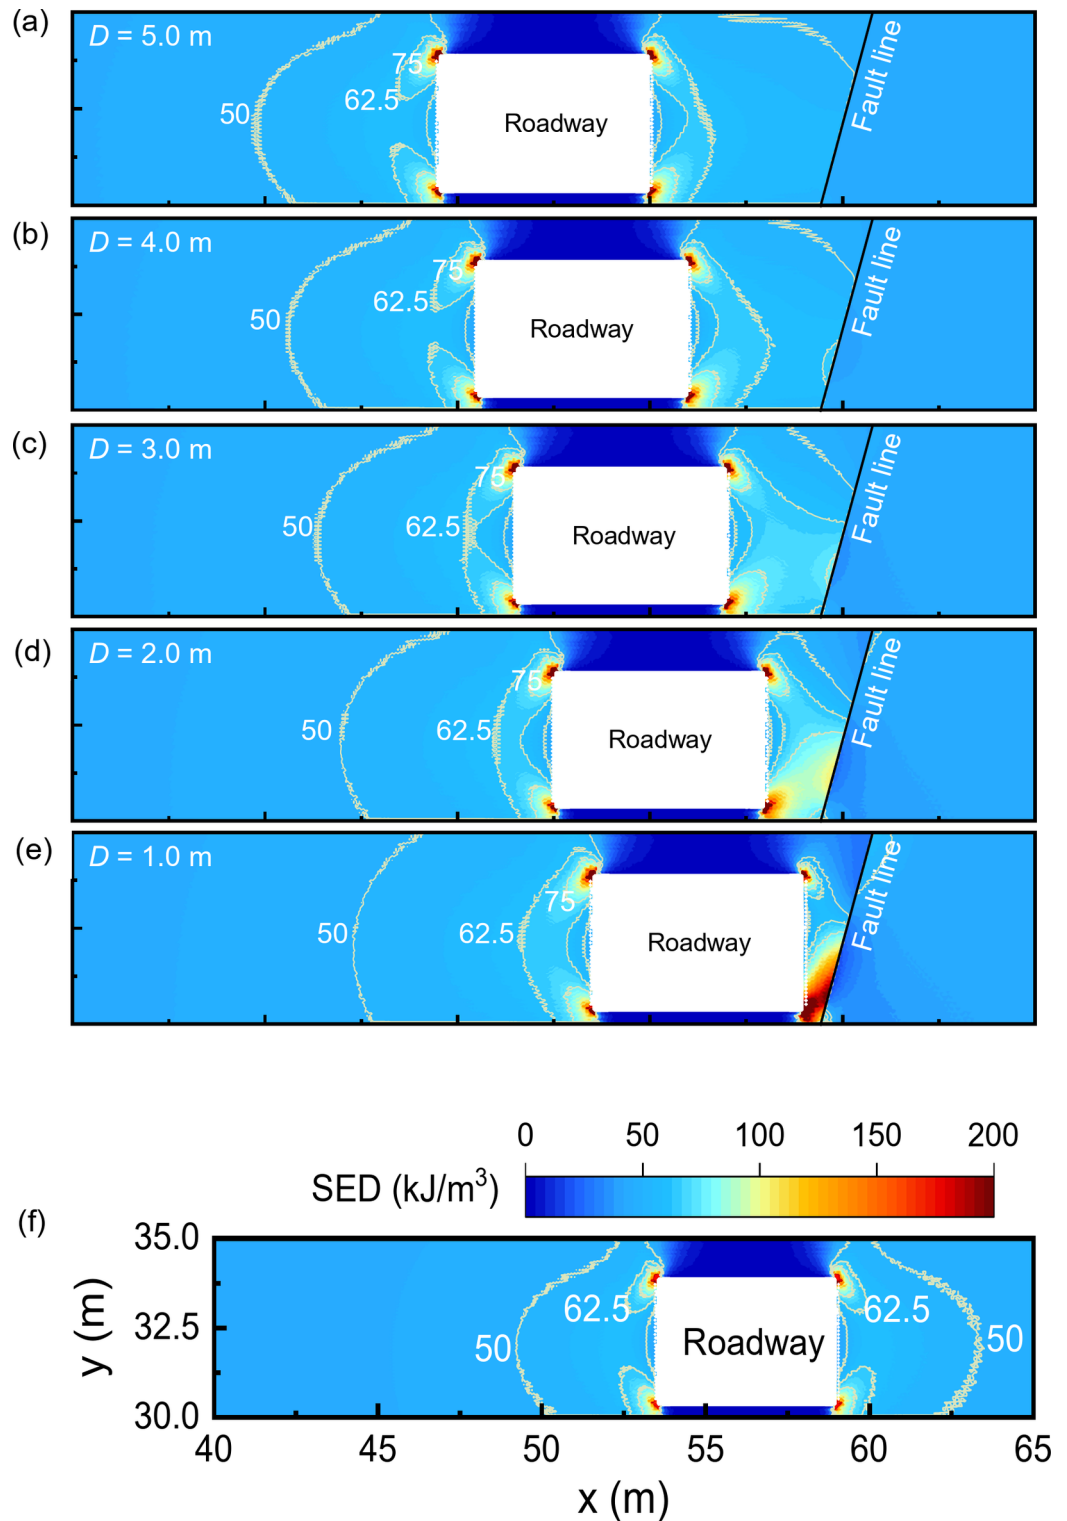 (a)
D = 5.0 m
75
62.5
50
Roadway
Fault line
(b)
D = 4.0 m
75
62.5
50
Roadway
Fault line
(c)
D = 3.0 m
75
50
62.5
Roadway
Fault line
(d)
D = 2.0 m
75
50
62.5
Roadway
Fault line
(e)
D = 1.0 m
75
50
62.5
Roadway
Fault line
0 50 100 150 200
SED (kJ/m³)
(f)
35.0
32.5
30.0
y (m)
62.5
62.5
50
Roadway
50
40 45 50 55 60 65
x (m)